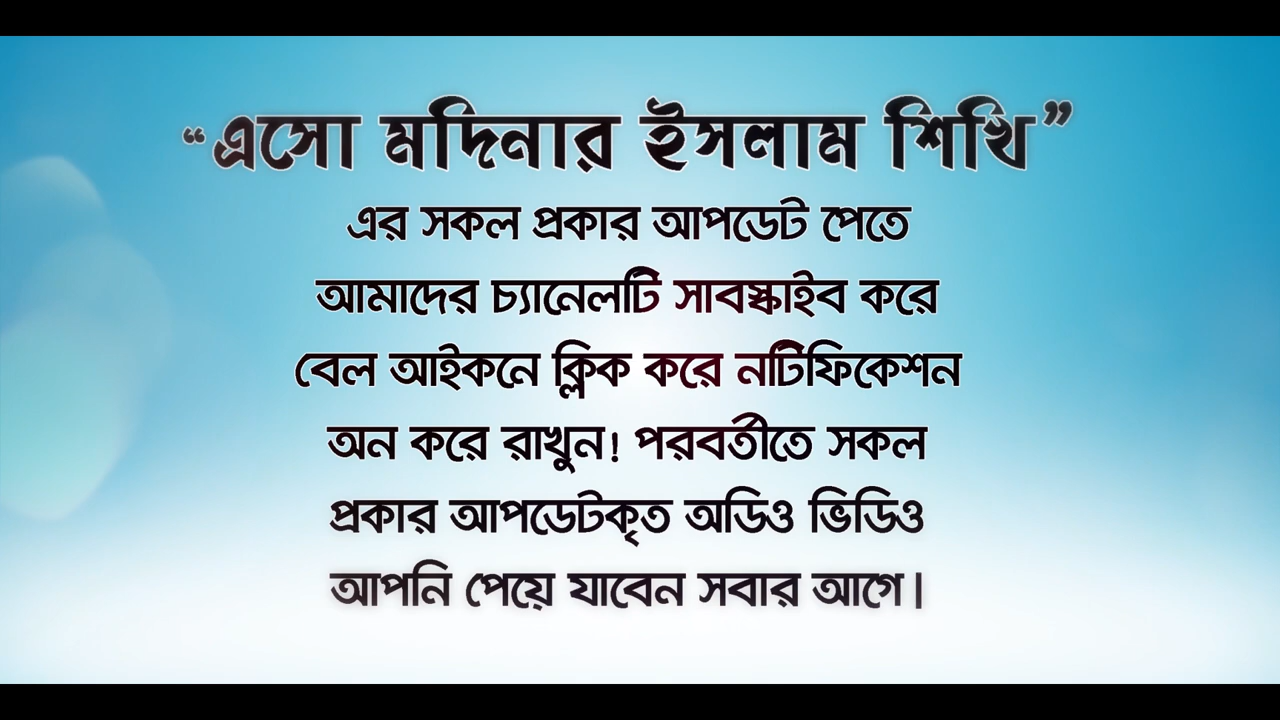 “এসো মদিনার ইসলাম শিখি”
এর সকল প্রকার আপডেট পেতে
আমাদের চ্যানেলটি সাবস্কাইব করে
বেল আইকনে ক্লিক করে নটিফিকেশন
অন করে রাখুন! পরবর্তীতে সকল
প্রকার আপডেটকৃত অডিও ভিডিও
আপনি পেয়ে যাবেন সবার আগে।